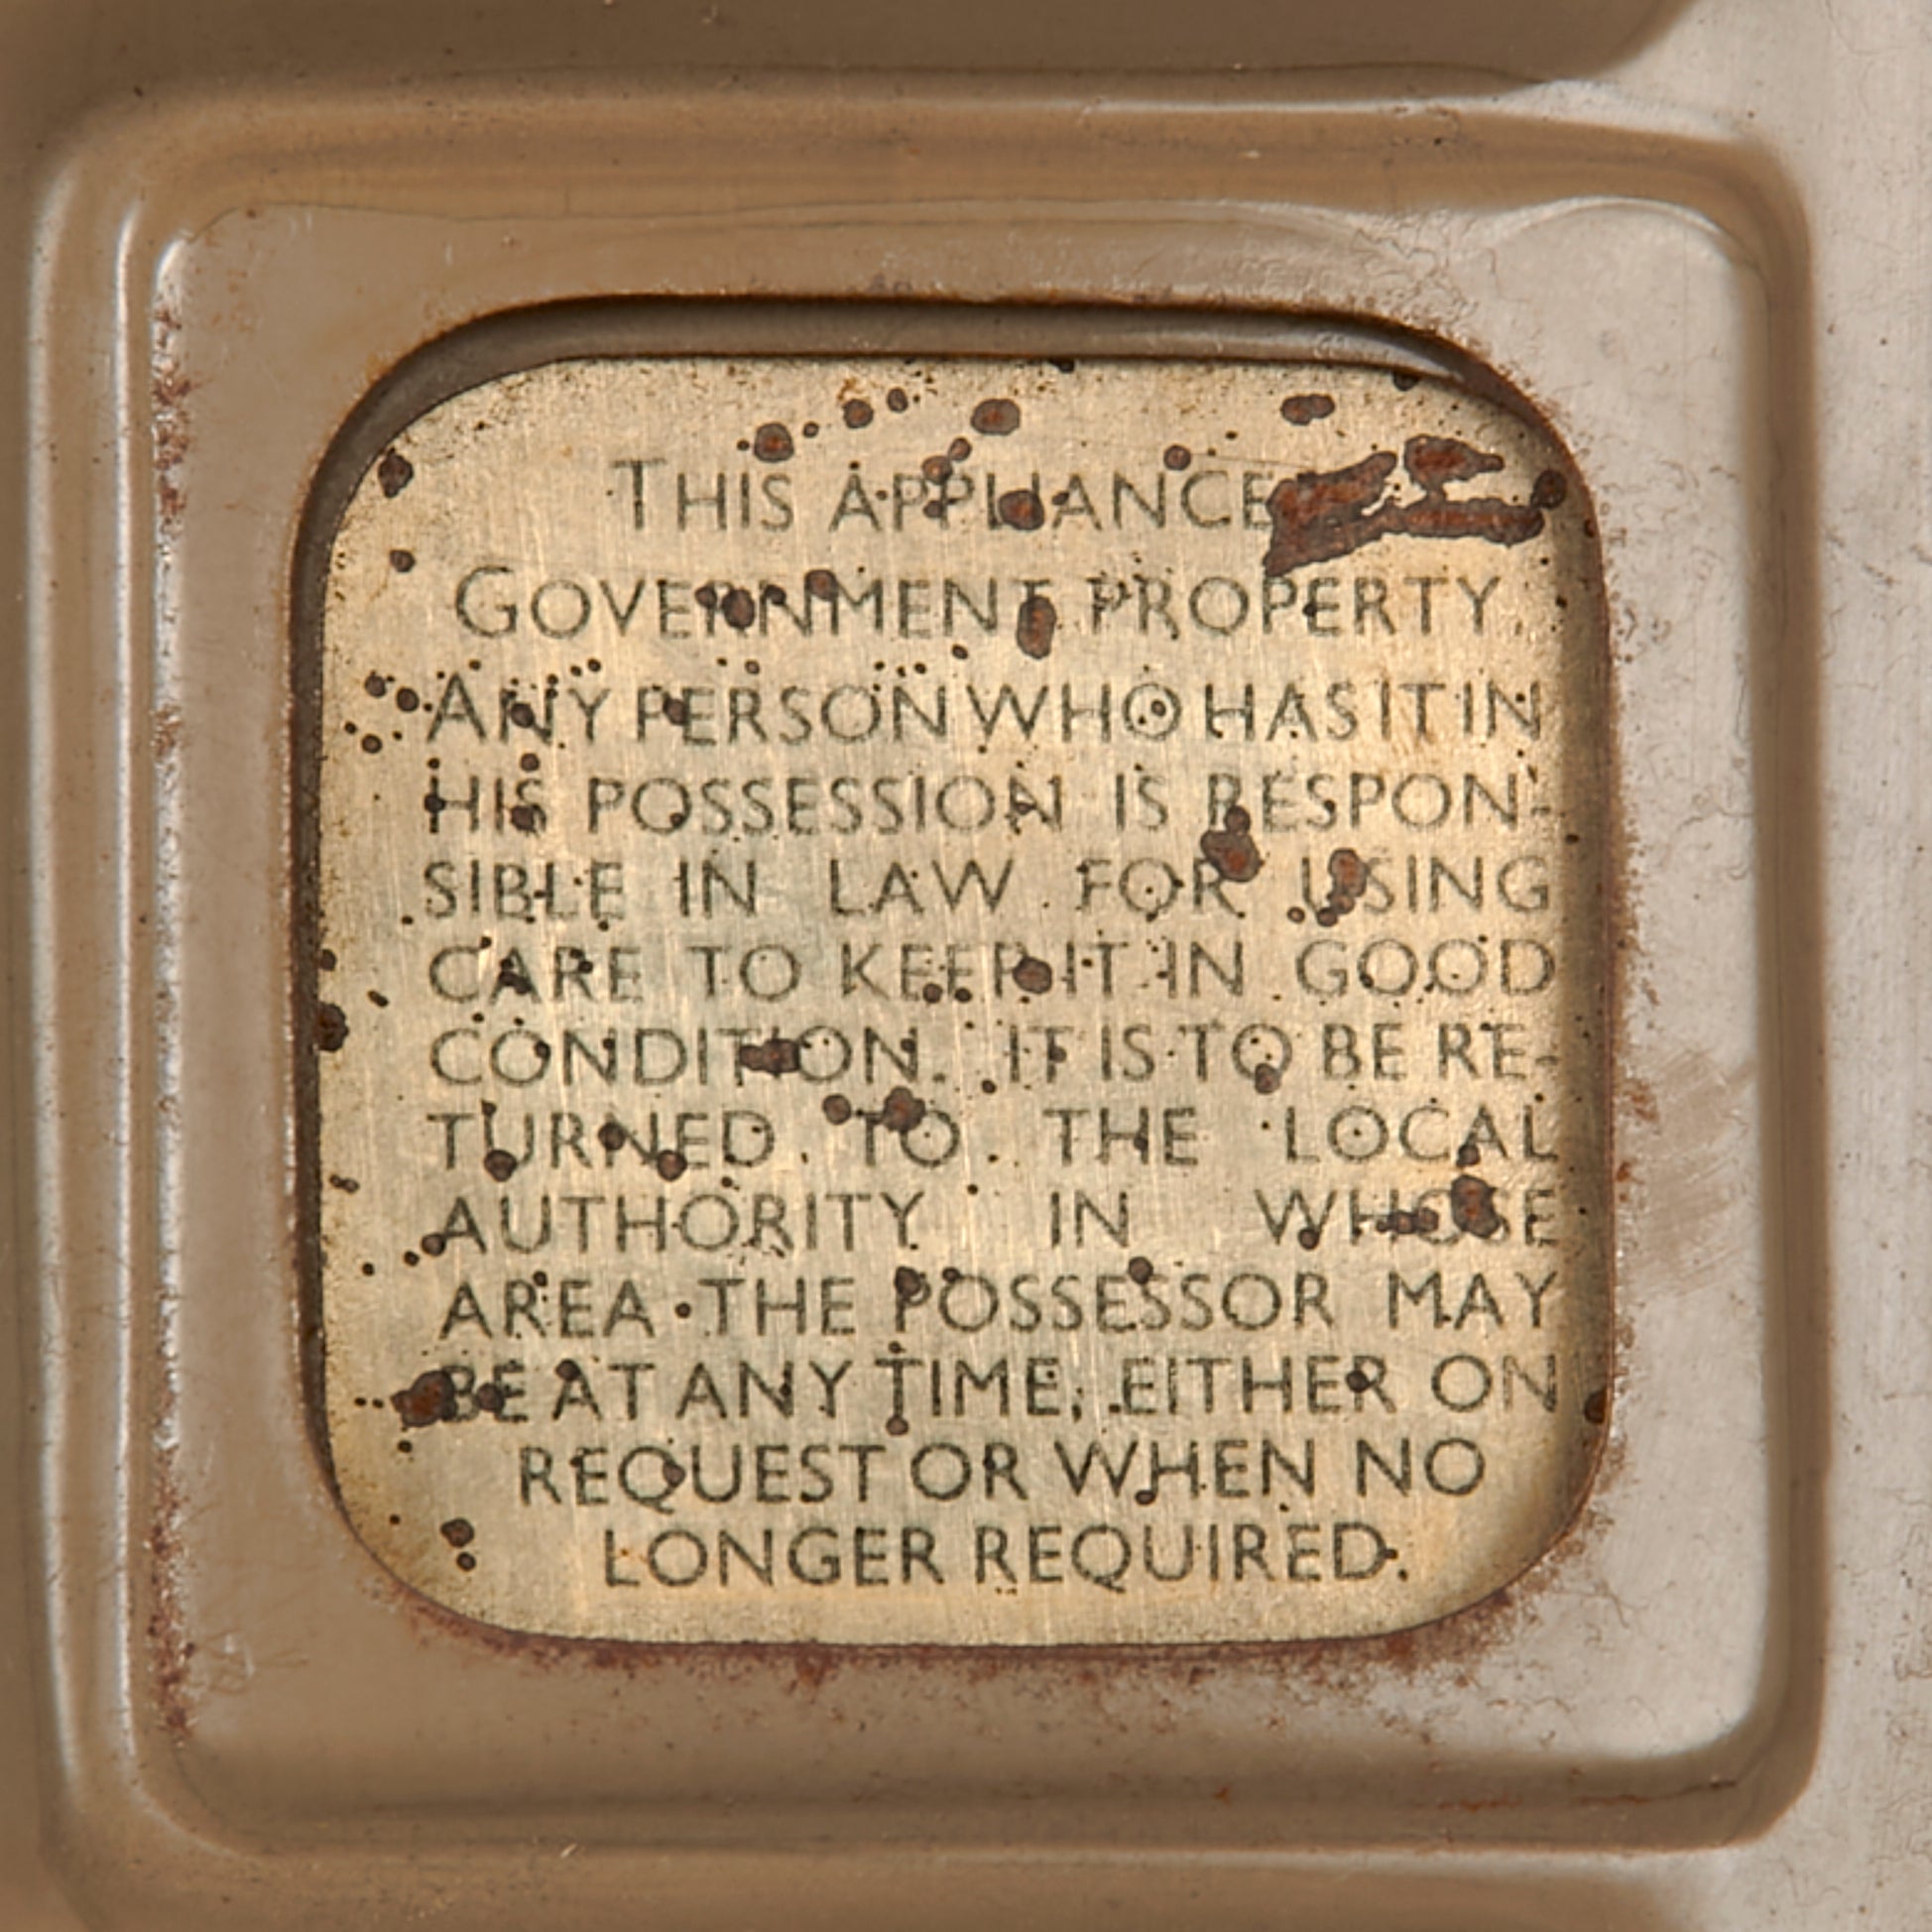 THIS APPLIANCE
GOVERNMENT PROPERTY.
ANY PERSON WHO HAS IT IN
HIS POSSESSION IS RESPON-
SIBLE IN LAW FOR USING
CARE TO KEEP IT IN GOOD
CONDITION. IT IS TO BE RE-
TURNED TO THE LOCAL
AUTHORITY IN WHOSE
AREA THE POSSESSOR MAY
BE AT ANY TIME, EITHER ON
REQUEST OR WHEN NO
LONGER REQUIRED.